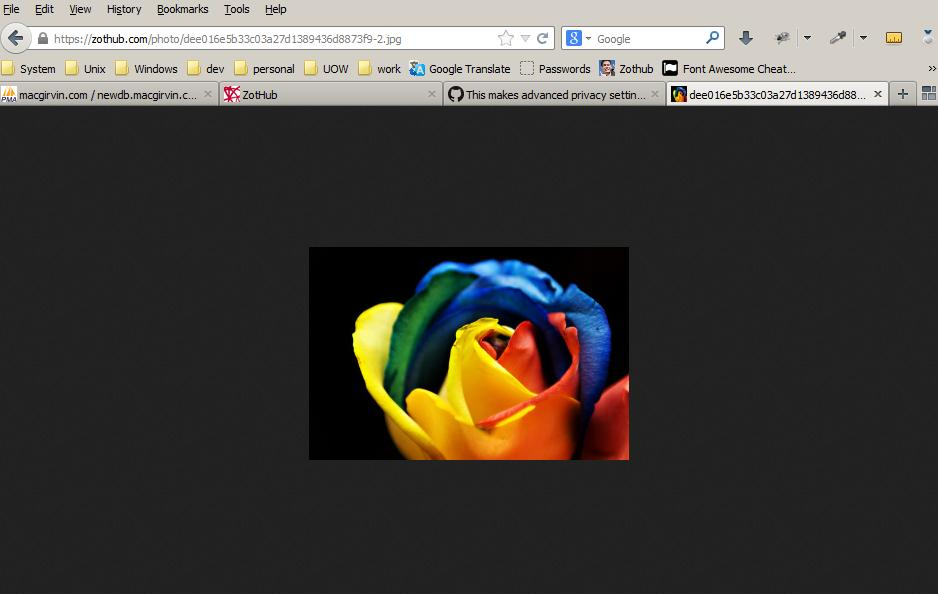 File Edit View History Bookmarks Tools Help
https://zothub.com/photo/dee016e5b33c03a27d1389436d8873f9-2.jpg 8 Google
System Unix Windows dev personal UOW work Google Translate Passwords Zothub Font Awesome Cheat... »
PMA macgirvin.com / newdb.macgirvin.c... ZotHub This makes advanced privacy settin... dee016e5b33c03a27d1389436d88...